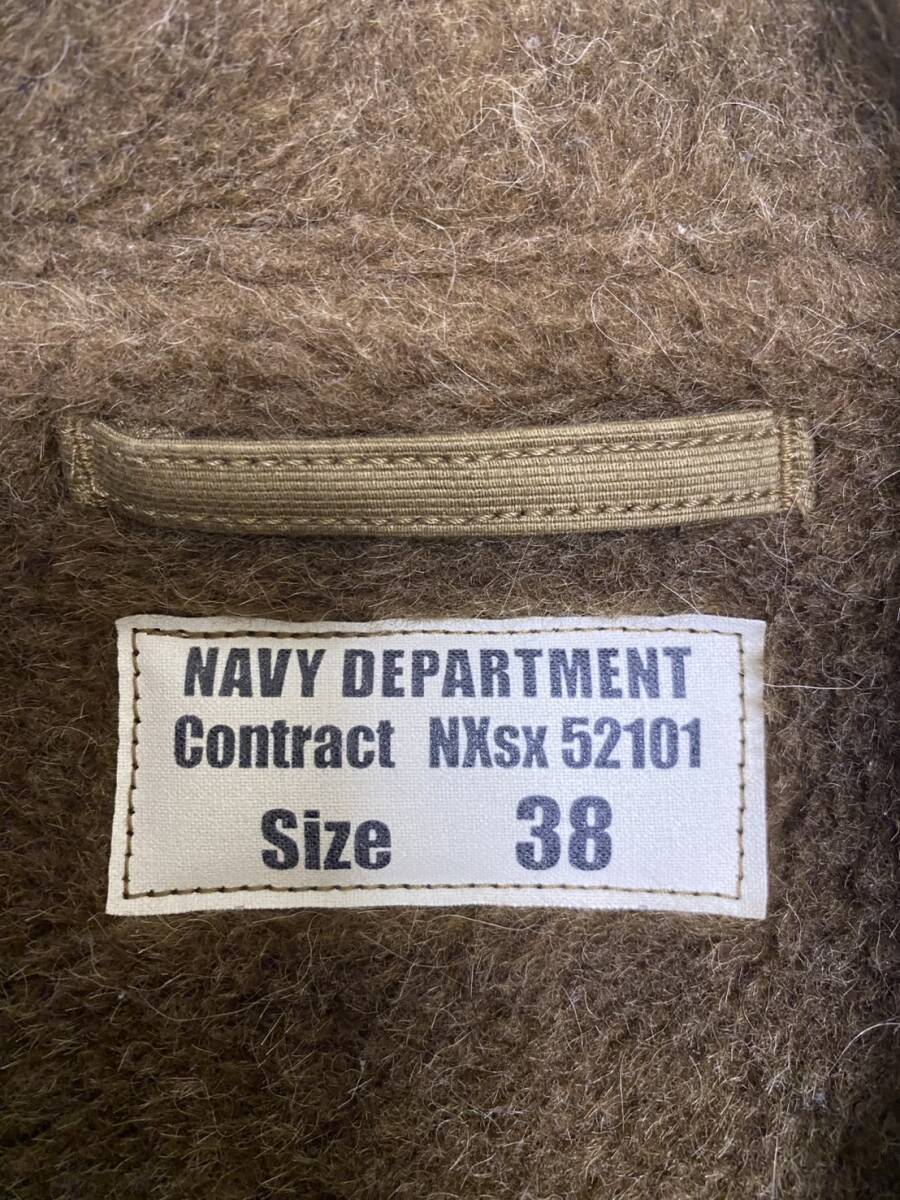 NAVY DEPARTMENT
Contract NXsx 52101
Size 38